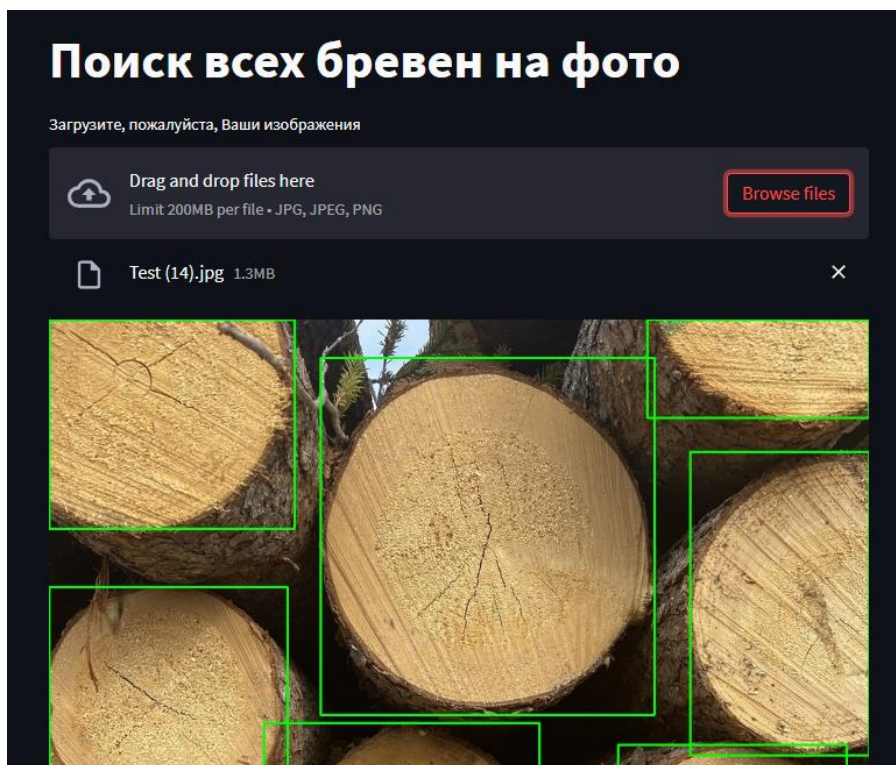 Поиск всех бревен на фото
Загрузите, пожалуйста, Ваши изображения
Drag and drop files here
Browse files
Limit 200MB per file • JPG, JPEG, PNG
Test (14).jpg 1.3MB